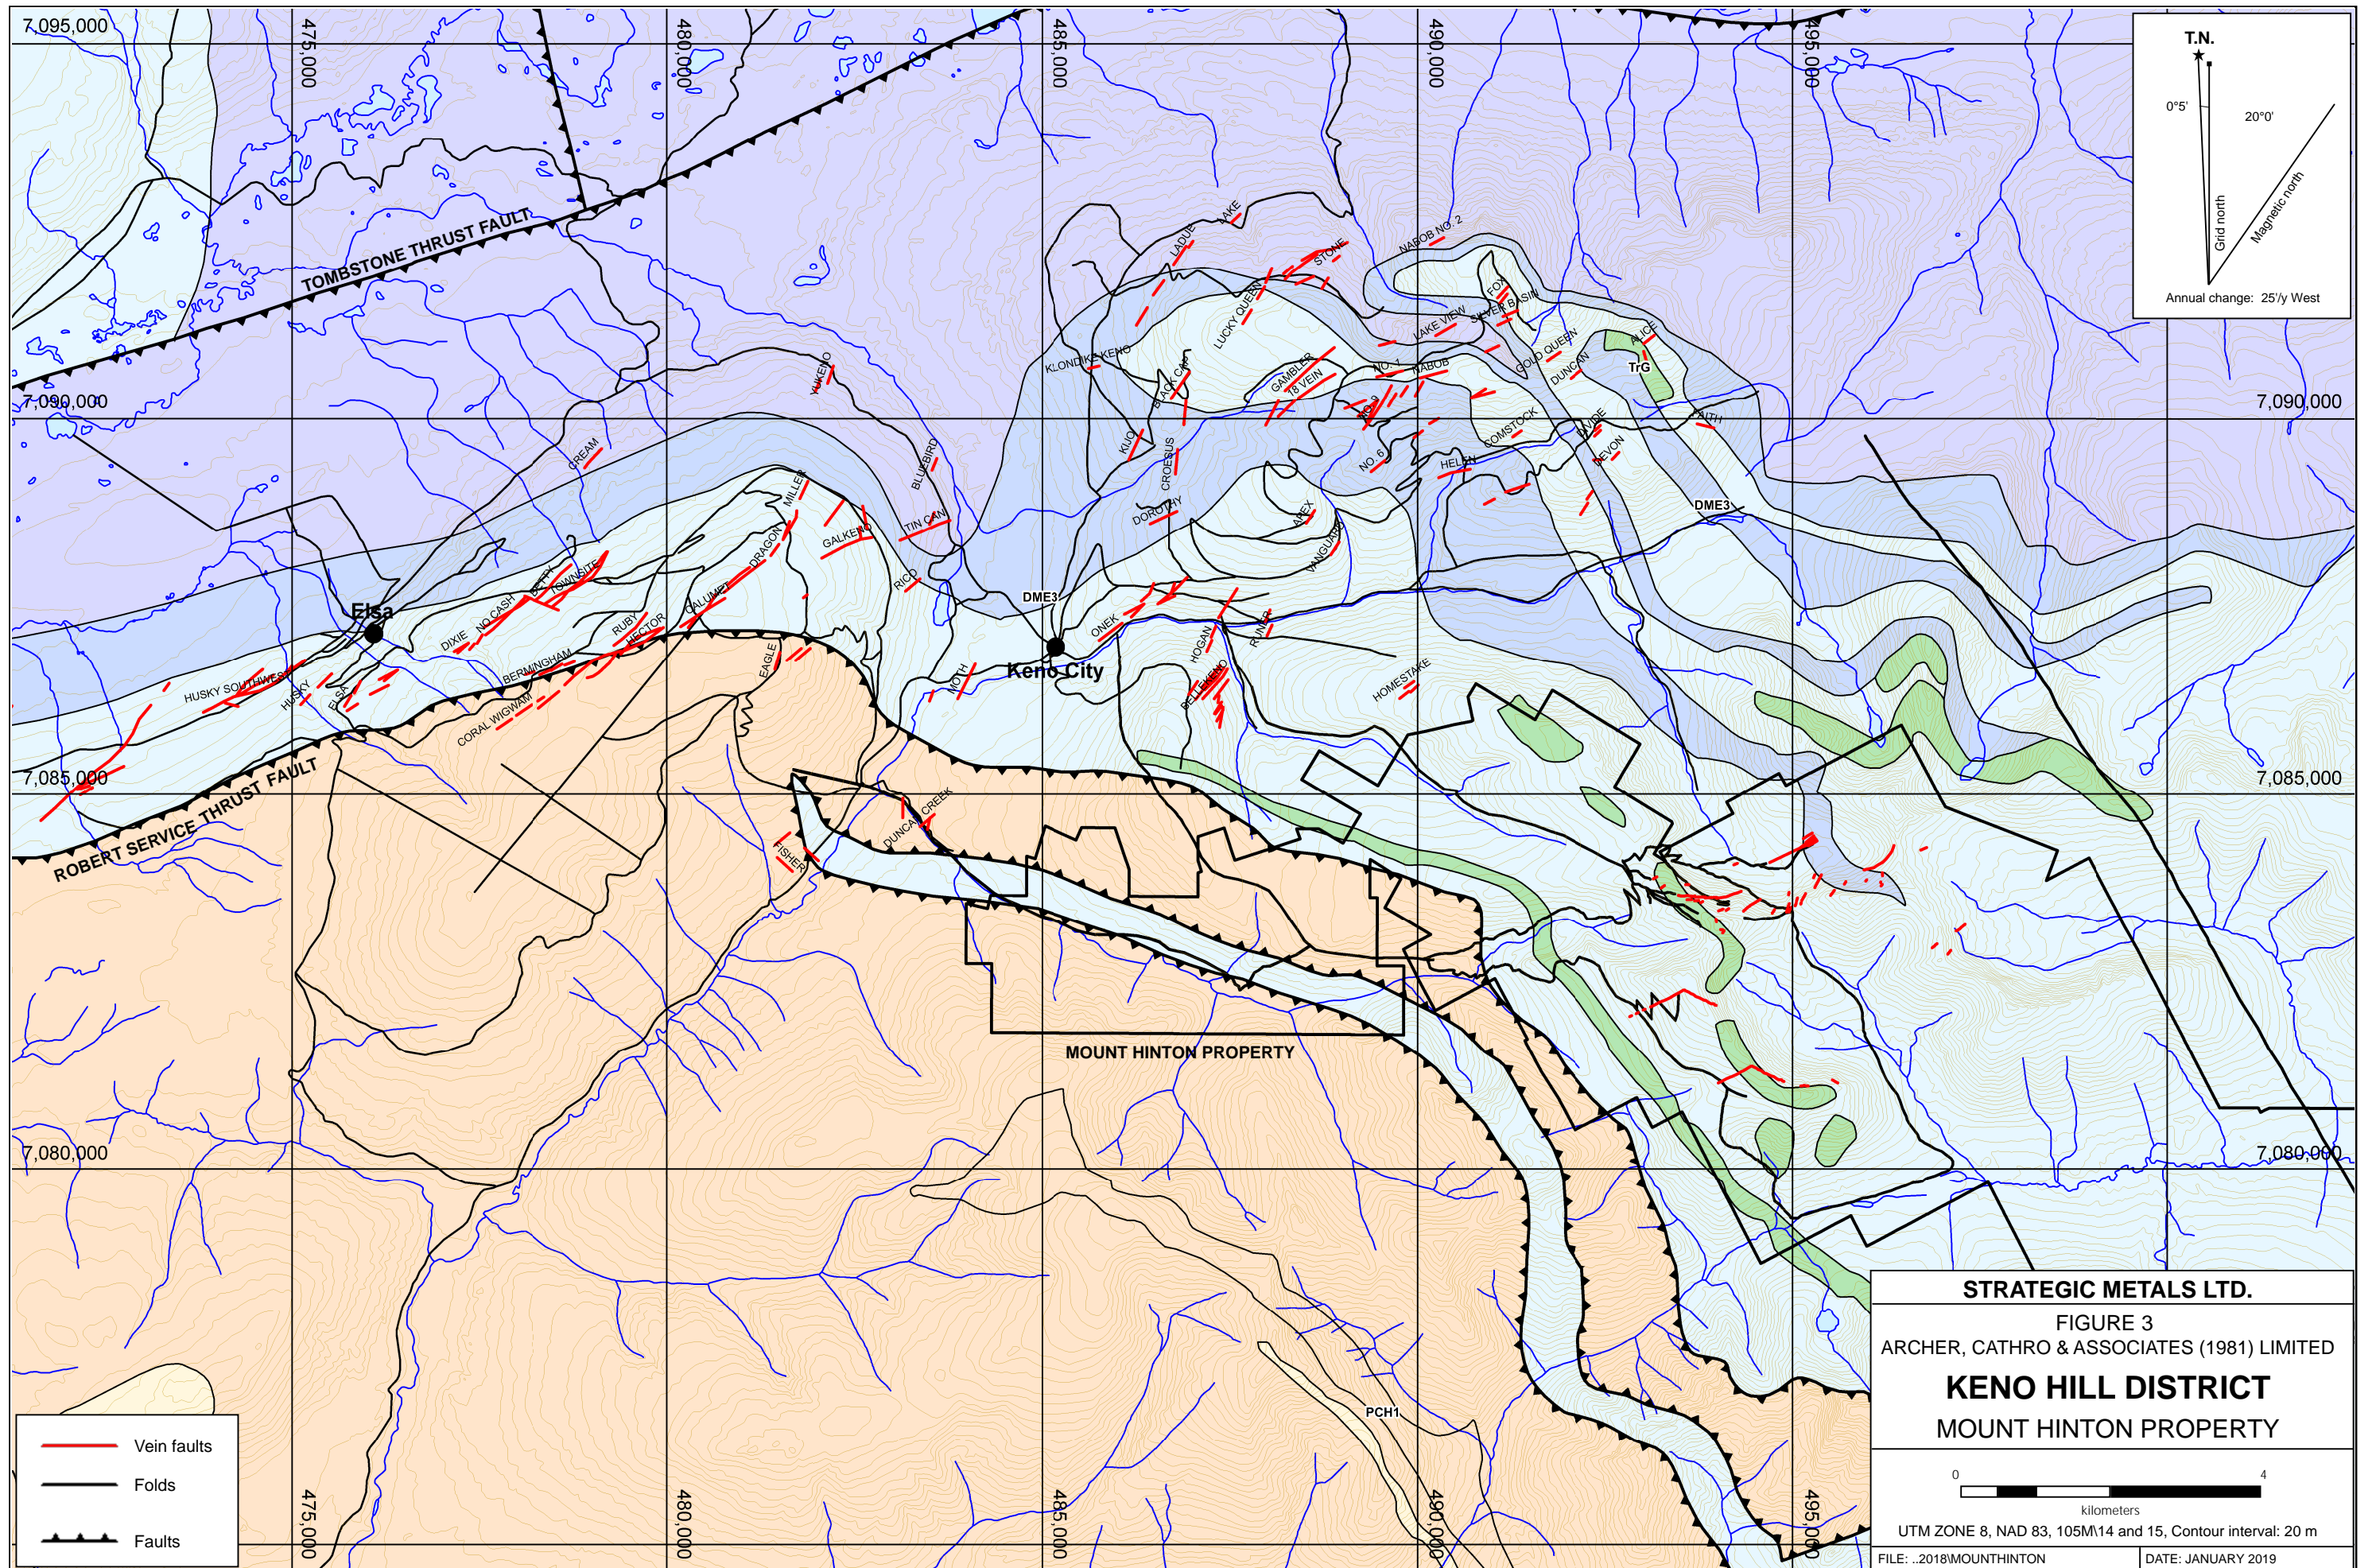 7,095,000
475,000
480,000
485,000
490,000
495,000
T.N.
0°5'
20°0'
Grid north
Magnetic north
Annual change: 25'/y West
TOMBSTONE THRUST FAULT
LAKE
LADUE
STONE
NABOB NO. 2
LUCKY QUEEN
FOX
SILVER BASIN
LAKE VIEW
GOLD QUEEN
ALICE
DUNCAN
TrG
KLONDIKE KENO
BLACK CAP
GAMBLER
18 VEIN
NO. 1
NABOB
YUKENO
7,090,000
7,090,000
NO. 9
FAITH
COMSTOCK
DIVIDE
DEVON
CREAM
BLUEBIRD
KIJO
CROESUS
NO. 6
HELEN
MILLER
DOROTHY
APEX
VANGUARD
DME3
TIN CAN
GALKENO
DRAGON
RICO
DME3
BETTY
TOWNSITE
NO CASH
CALUMET
Elsa
DIXIE
RUBY
HECTOR
ONEK
HOGAN
RUNER
Keno City
BERMINGHAM
EAGLE
MOTH
BELLEKENO
HOMESTAKE
HUSKY SOUTHWEST
HUSKY
ELSA
CORAL WIGWAM
7,085,000
7,085,000
ROBERT SERVICE THRUST FAULT
DUNCAN CREEK
FISHER
MOUNT HINTON PROPERTY
7,080,000
7,080,000
PCH1
475,000
480,000
485,000
490,000
495,000
Vein faults
Folds
Faults
STRATEGIC METALS LTD.
FIGURE 3
ARCHER, CATHRO & ASSOCIATES (1981) LIMITED
KENO HILL DISTRICT
MOUNT HINTON PROPERTY
0 4
kilometers
UTM ZONE 8, NAD 83, 105M\14 and 15, Contour interval: 20 m
FILE: ..2018\MOUNTHINTON
DATE: JANUARY 2019